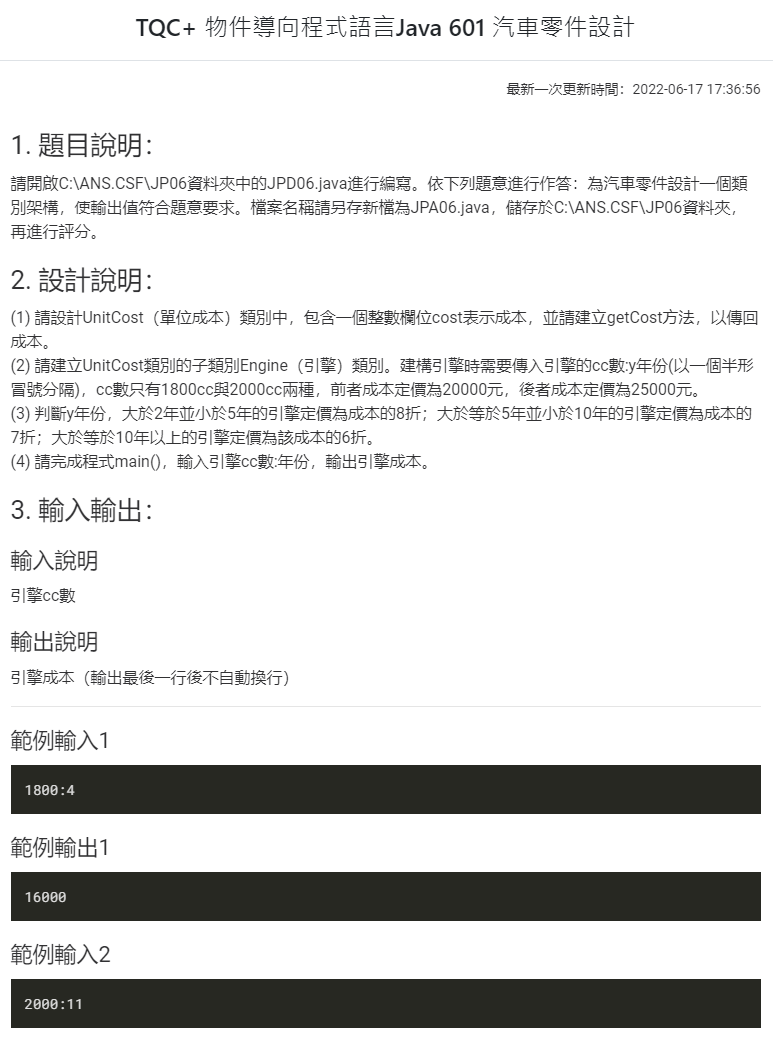 TQC+ 物件導向程式語言Java 601 汽車零件設計
最新一次更新時間：2022-06-17 17:36:56
1. 題目說明：
請開啟C:\ANS.CSF\JP06資料夾中的JPD06.java進行編寫。依下列題意進行作答：為汽車零件設計一個類
別架構，使輸出值符合題意要求。檔案名稱請另存新檔為JPA06.java，儲存於C:\ANS.CSF\JP06資料夾，
再進行評分。
2. 設計說明：
(1) 請設計UnitCost（單位成本）類別中，包含一個整數欄位cost表示成本，並請建立getCost方法，以傳回
成本。
(2) 請建立UnitCost類別的子類別Engine（引擎）類別。建構引擎時需要傳入引擎的cc數:y年份(以一個半形
冒號分隔)，cc數只有1800cc與2000cc兩種，前者成本定價為20000元，後者成本定價為25000元。
(3) 判斷y年份，大於2年並小於5年的引擎定價為成本的8折；大於等於5年並小於10年的引擎定價為成本的
7折；大於等於10年以上的引擎定價為該成本的6折。
(4) 請完成程式main()，輸入引擎cc數:年份，輸出引擎成本。
3. 輸入輸出：
輸入說明
引擎cc數
輸出說明
引擎成本（輸出最後一行後不自動換行）
範例輸入1
1800:4
範例輸出1
16000
範例輸入2
2000:11